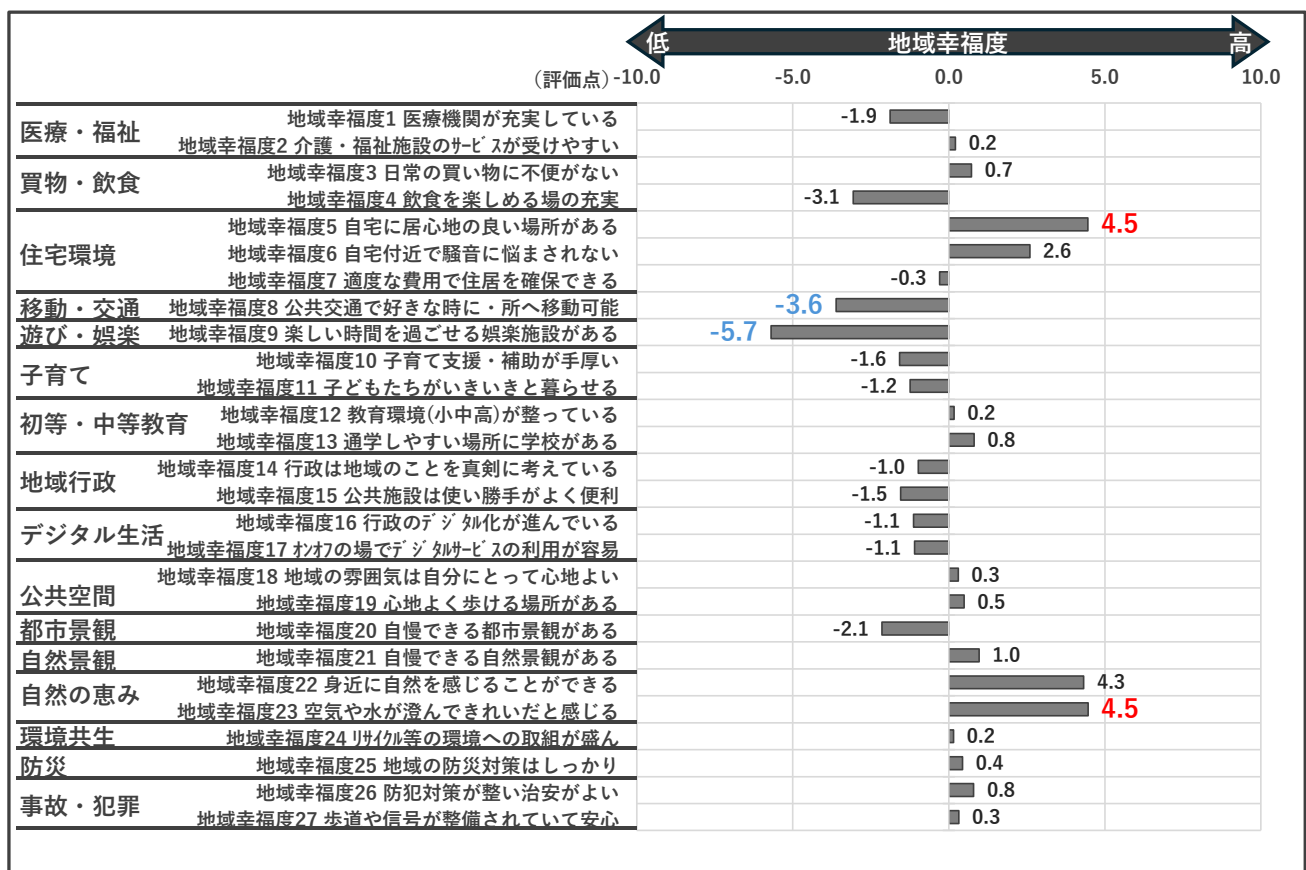 低 地域幸福度 高
(評価点) -10.0 -5.0 0.0 5.0 10.0
医療・福祉
地域幸福度1 医療機関が充実している -1.9
地域幸福度2 介護・福祉施設のｻｰﾋﾞｽが受けやすい 0.2
買物・飲食
地域幸福度3 日常の買い物に不便がない 0.7
地域幸福度4 飲食を楽しめる場の充実 -3.1
住宅環境
地域幸福度5 自宅に居心地の良い場所がある 4.5
地域幸福度6 自宅付近で騒音に悩まされない 2.6
地域幸福度7 適度な費用で住居を確保できる -0.3
移動・交通 地域幸福度8 公共交通で好きな時に・所へ移動可能 -3.6
遊び・娯楽 地域幸福度9 楽しい時間を過ごせる娯楽施設がある -5.7
子育て
地域幸福度10 子育て支援・補助が手厚い -1.6
地域幸福度11 子どもたちがいきいきと暮らせる -1.2
初等・中等教育
地域幸福度12 教育環境(小中高)が整っている 0.2
地域幸福度13 通学しやすい場所に学校がある 0.8
地域行政
地域幸福度14 行政は地域のことを真剣に考えている -1.0
地域幸福度15 公共施設は使い勝手がよく便利 -1.5
デジタル生活
地域幸福度16 行政のﾃﾞｼﾞﾀﾙ化が進んでいる -1.1
地域幸福度17 ｵﾝｵﾌの場でﾃﾞｼﾞﾀﾙｻｰﾋﾞｽの利用が容易 -1.1
公共空間
地域幸福度18 地域の雰囲気は自分にとって心地よい 0.3
地域幸福度19 心地よく歩ける場所がある 0.5
都市景観 地域幸福度20 自慢できる都市景観がある -2.1
自然景観 地域幸福度21 自慢できる自然景観がある 1.0
自然の恵み
地域幸福度22 身近に自然を感じることができる 4.3
地域幸福度23 空気や水が澄んできれいだと感じる 4.5
環境共生 地域幸福度24 ﾘｻｲｸﾙ等の環境への取組が盛ん 0.2
防災 地域幸福度25 地域の防災対策はしっかり 0.4
事故・犯罪
地域幸福度26 防犯対策が整い治安がよい 0.8
地域幸福度27 歩道や信号が整備されていて安心 0.3